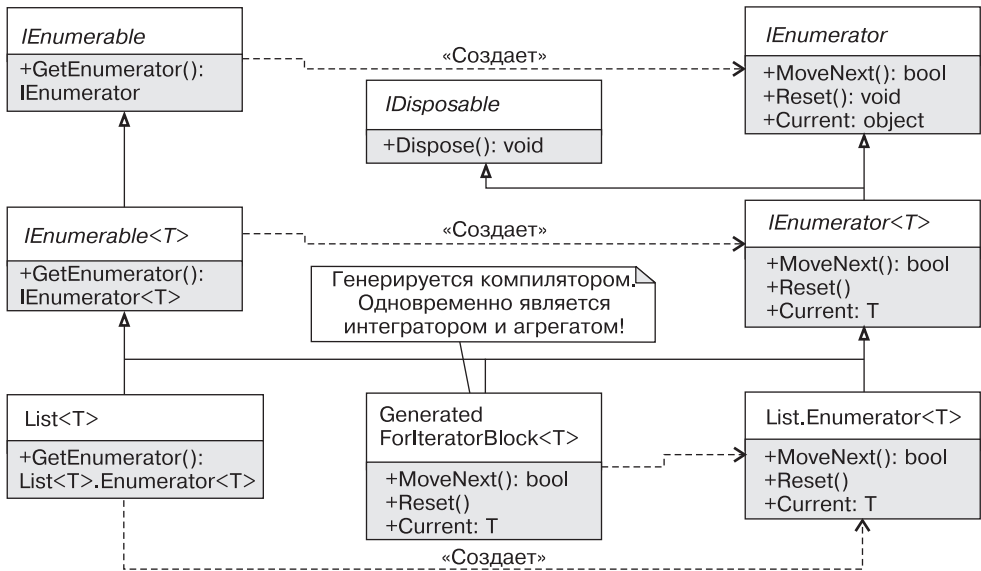 IEnumerable
+GetEnumerator():
IEnumerator
«Создает»
IEnumerator
+MoveNext(): bool
+Reset(): void
+Current: object
IDisposable
+Dispose(): void
IEnumerable<T>
+GetEnumerator():
IEnumerator<T>
«Создает»
IEnumerator<T>
+MoveNext(): bool
+Reset()
+Current: T
Генерируется компилятором.
Одновременно является
интегратором и агрегатом!
List<T>
+GetEnumerator():
List<T>.Enumerator<T>
Generated
ForIteratorBlock<T>
+MoveNext(): bool
+Reset()
+Current: T
List.Enumerator<T>
+MoveNext(): bool
+Reset()
+Current: T
«Создает»